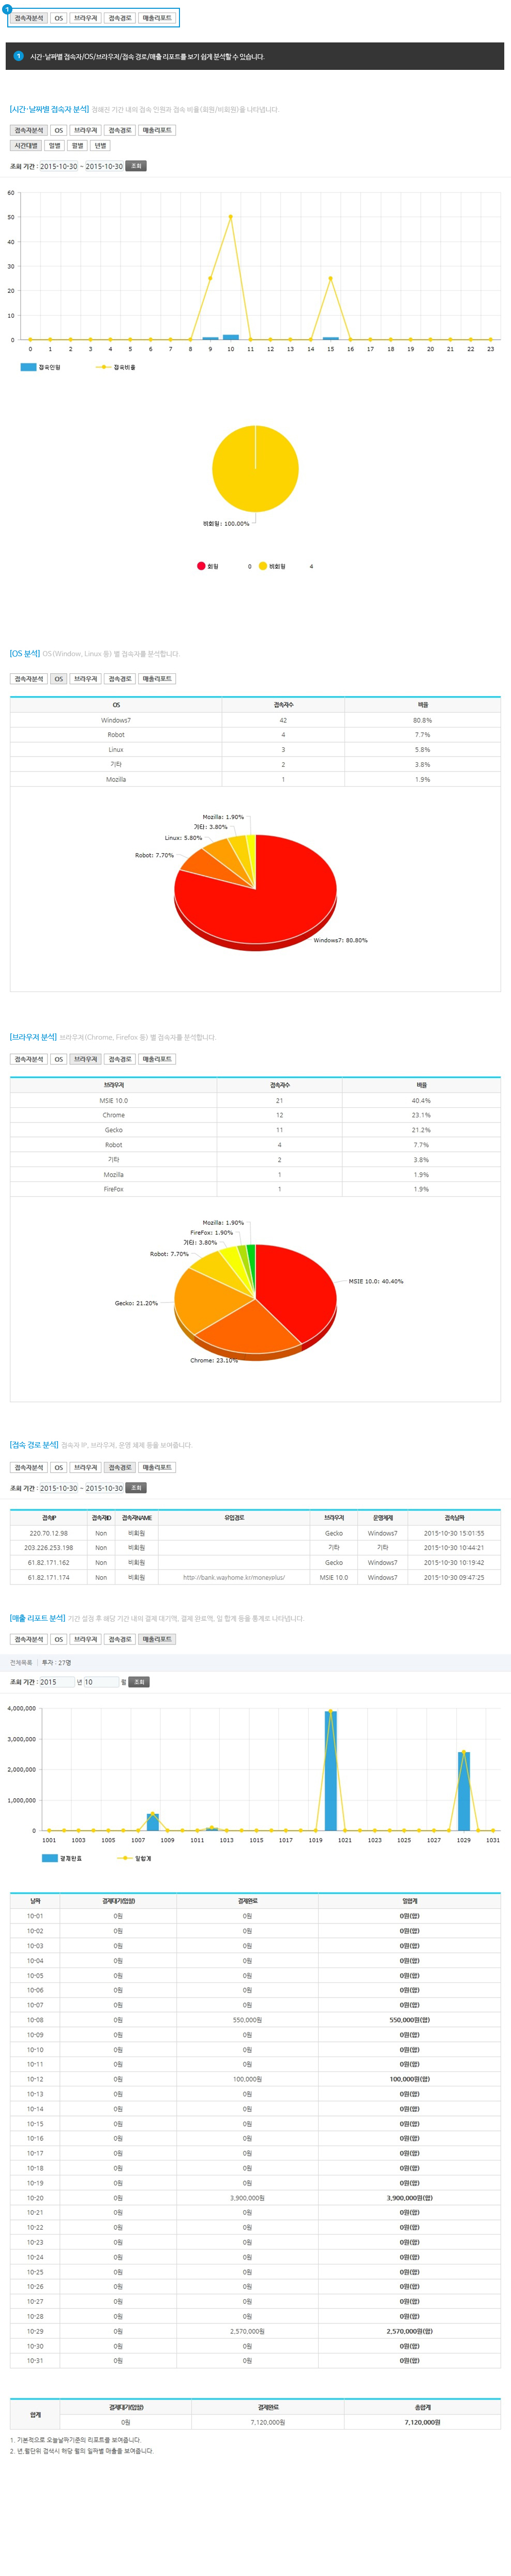 1
접속자분석 OS 브라우저 접속경로 매출리포트
1 시간·날짜별 접속자/OS/브라우저/접속 경로/매출 리포트를 보기 쉽게 분석할 수 있습니다.
[시간·날짜별 접속자 분석] 정해진 기간 내의 접속 인원과 접속 비율(회원/비회원)을 나타냅니다.
접속자분석 OS 브라우저 접속경로 매출리포트
시간대별 일별 월별 년별
조회 기간 : 2015-10-30 ~ 2015-10-30 조회
60
50
40
30
20
10
0
0 1 2 3 4 5 6 7 8 9 10 11 12 13 14 15 16 17 18 19 20 21 22 23
접속인원 접속비율
비회원: 100.00%
회원 0 비회원 4
[OS 분석] OS(Window, Linux 등) 별 접속자를 분석합니다.
접속자분석 OS 브라우저 접속경로 매출리포트
OS 접속자수 비율
Windows7 42 80.8%
Robot 4 7.7%
Linux 3 5.8%
기타 2 3.8%
Mozilla 1 1.9%
Mozilla: 1.90%
기타: 3.80%
Linux: 5.80%
Robot: 7.70%
Windows7: 80.80%
[브라우저 분석] 브라우저(Chrome, Firefox 등) 별 접속자를 분석합니다.
접속자분석 OS 브라우저 접속경로 매출리포트
브라우저 접속자수 비율
MSIE 10.0 21 40.4%
Chrome 12 23.1%
Gecko 11 21.2%
Robot 4 7.7%
기타 2 3.8%
Mozilla 1 1.9%
FireFox 1 1.9%
Mozilla: 1.90%
FireFox: 1.90%
기타: 3.80%
Robot: 7.70%
MSIE 10.0: 40.40%
Gecko: 21.20%
Chrome: 23.10%
[접속 경로 분석] 접속자 IP, 브라우저, 운영 체제 등을 보여줍니다.
접속자분석 OS 브라우저 접속경로 매출리포트
조회 기간 : 2015-10-30 ~ 2015-10-30 조회
접속IP 접속자ID 접속자NAME 유입경로 브라우저 운영체제 접속날짜
220.70.12.98 Non 비회원 Gecko Windows7 2015-10-30 15:01:55
203.226.253.198 Non 비회원 기타 기타 2015-10-30 10:44:21
61.82.171.162 Non 비회원 Gecko Windows7 2015-10-30 10:19:42
61.82.171.174 Non 비회원 http://bank.wayhome.kr/moneyplus/ MSIE 10.0 Windows7 2015-10-30 09:47:25
[매출 리포트 분석] 기간 설정 후 해당 기간 내의 결제 대기액, 결제 완료액, 일 합계 등을 통계로 나타냅니다.
접속자분석 OS 브라우저 접속경로 매출리포트
전체목록 | 투자 : 27명
조회 기간 : 2015 년 10 월 조회
4,000,000
3,000,000
2,000,000
1,000,000
0
1001 1003 1005 1007 1009 1011 1013 1015 1017 1019 1021 1023 1025 1027 1029 1031
결제완료 일합계
날짜 결제대기(입찰) 결제완료 일합계
10-01 0원 0원 0원(합)
10-02 0원 0원 0원(합)
10-03 0원 0원 0원(합)
10-04 0원 0원 0원(합)
10-05 0원 0원 0원(합)
10-06 0원 0원 0원(합)
10-07 0원 0원 0원(합)
10-08 0원 550,000원 550,000원(합)
10-09 0원 0원 0원(합)
10-10 0원 0원 0원(합)
10-11 0원 0원 0원(합)
10-12 0원 100,000원 100,000원(합)
10-13 0원 0원 0원(합)
10-14 0원 0원 0원(합)
10-15 0원 0원 0원(합)
10-16 0원 0원 0원(합)
10-17 0원 0원 0원(합)
10-18 0원 0원 0원(합)
10-19 0원 0원 0원(합)
10-20 0원 3,900,000원 3,900,000원(합)
10-21 0원 0원 0원(합)
10-22 0원 0원 0원(합)
10-23 0원 0원 0원(합)
10-24 0원 0원 0원(합)
10-25 0원 0원 0원(합)
10-26 0원 0원 0원(합)
10-27 0원 0원 0원(합)
10-28 0원 0원 0원(합)
10-29 0원 2,570,000원 2,570,000원(합)
10-30 0원 0원 0원(합)
10-31 0원 0원 0원(합)
합계 결제대기(입찰) 결제완료 총합계
0원 7,120,000원 7,120,000원
1. 기본적으로 오늘날짜기준의 리포트를 보여줍니다.
2. 년,월단위 검색시 해당 월의 일자별 매출을 보여줍니다.